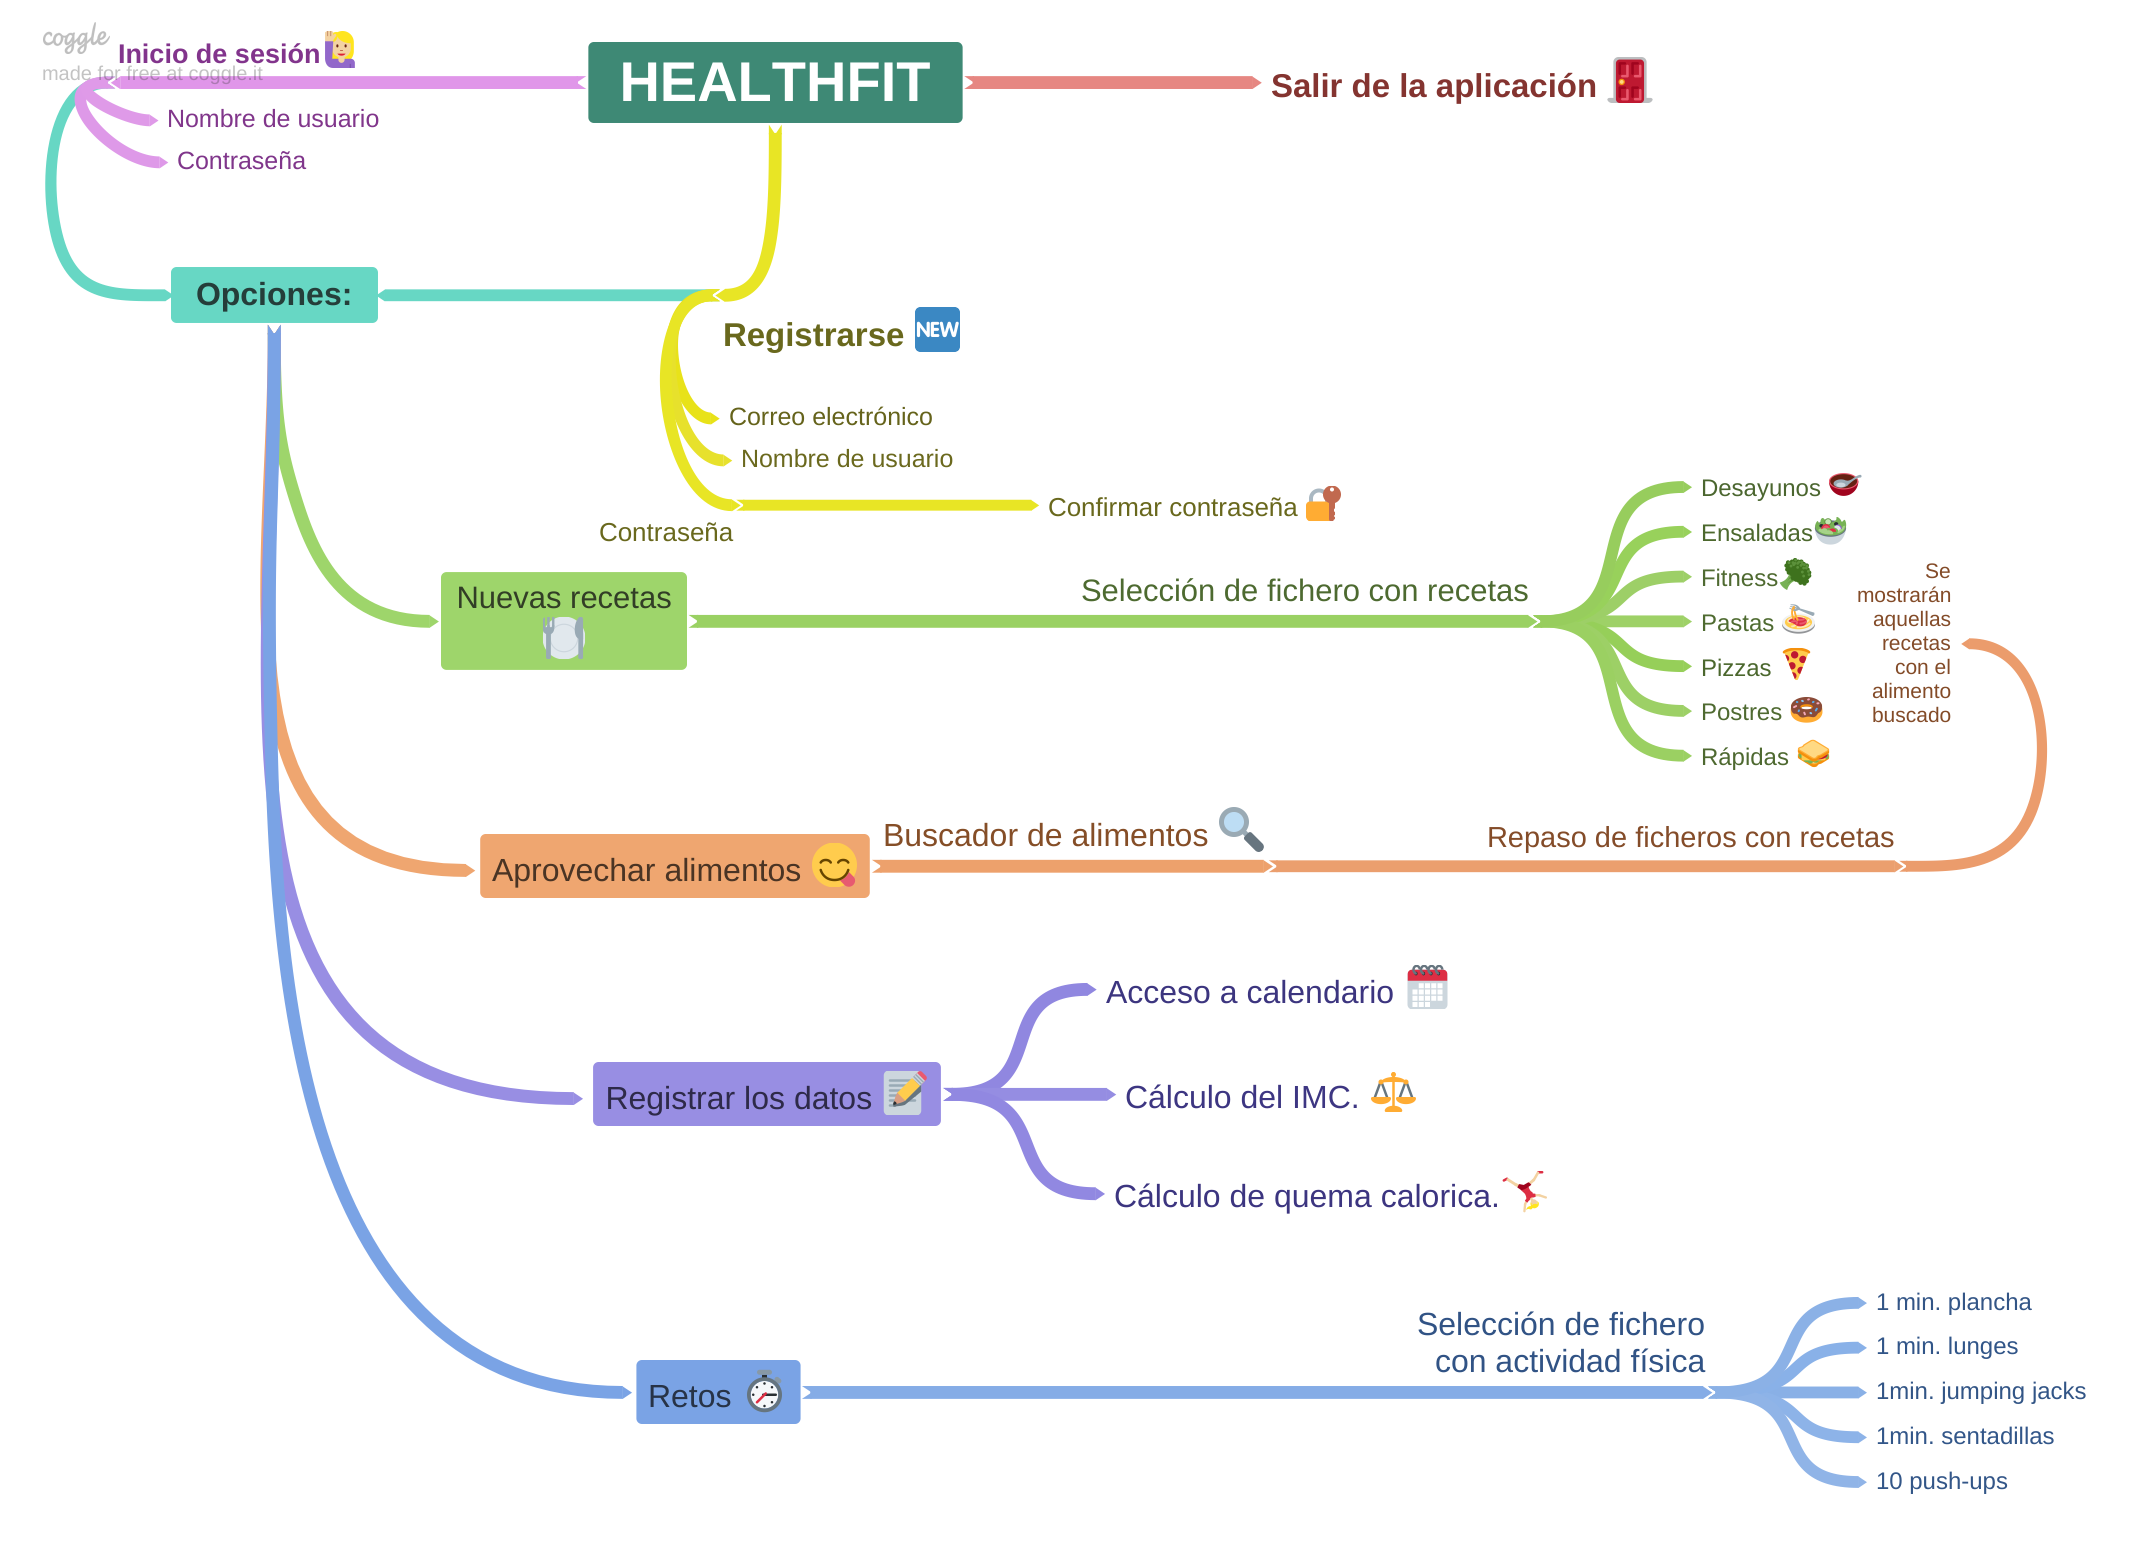 coggle
made for free at coggle.it
Inicio de sesión
Nombre de usuario
Contraseña
HEALTHFIT
Salir de la aplicación
Opciones:
Registrarse NEW
Correo electrónico
Nombre de usuario
Contraseña
Confirmar contraseña
Nuevas recetas
Selección de fichero con recetas
Desayunos
Ensaladas
Fitness
Pastas
Pizzas
Postres
Rápidas
Se
mostrarán
aquellas
recetas
con el
alimento
buscado
Aprovechar alimentos
Buscador de alimentos
Repaso de ficheros con recetas
Registrar los datos
Acceso a calendario
Cálculo del IMC.
Cálculo de quema calorica.
Retos
Selección de fichero
con actividad física
1 min. plancha
1 min. lunges
1min. jumping jacks
1min. sentadillas
10 push-ups